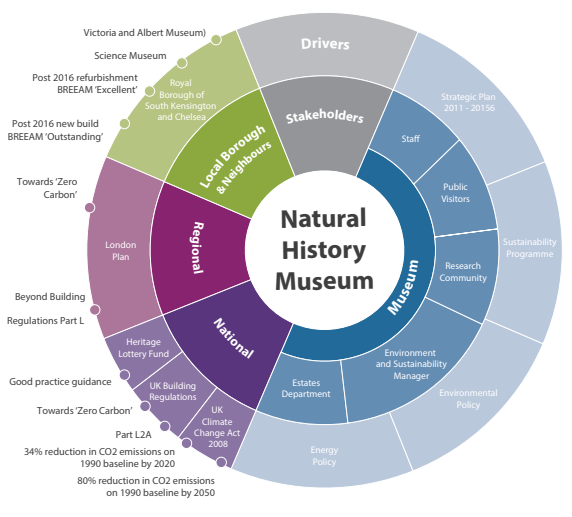 Victoria and Albert Museum)
Science Museum
Post 2016 refurbishment
BREEAM 'Excellent'
Post 2016 new build
BREEAM 'Outstanding'
Towards 'Zero
Carbon'
Beyond Building
Regulations Part L
Good practice guidance
Towards 'Zero Carbon'
Part L2A
34% reduction in CO2 emissions on
1990 baseline by 2020
80% reduction in CO2 emissions
on 1990 baseline by 2050
Drivers
Stakeholders
Royal
Borough of
South Kensington
and Chelsea
Local Borough
& Neighbours
London
Plan
Regional
National
Heritage
Lottery Fund
UK Building
Regulations
UK
Climate
Change Act
2008
Natural
History
Museum
Museum
Staff
Public
Visitors
Research
Community
Environment
and Sustainability
Manager
Estates
Department
Strategic Plan
2011 - 20156
Sustainability
Programme
Environmental
Policy
Energy
Policy